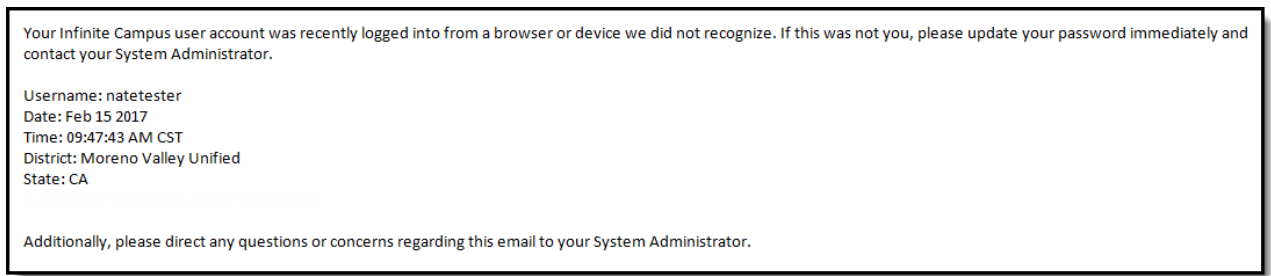 Your Infinite Campus user account was recently logged into from a browser or device we did not recognize. If this was not you, please update your password immediately and
contact your System Administrator.
Username: natetester
Date: Feb 15 2017
Time: 09:47:43 AM CST
District: Moreno Valley Unified
State: CA
Additionally, please direct any questions or concerns regarding this email to your System Administrator.